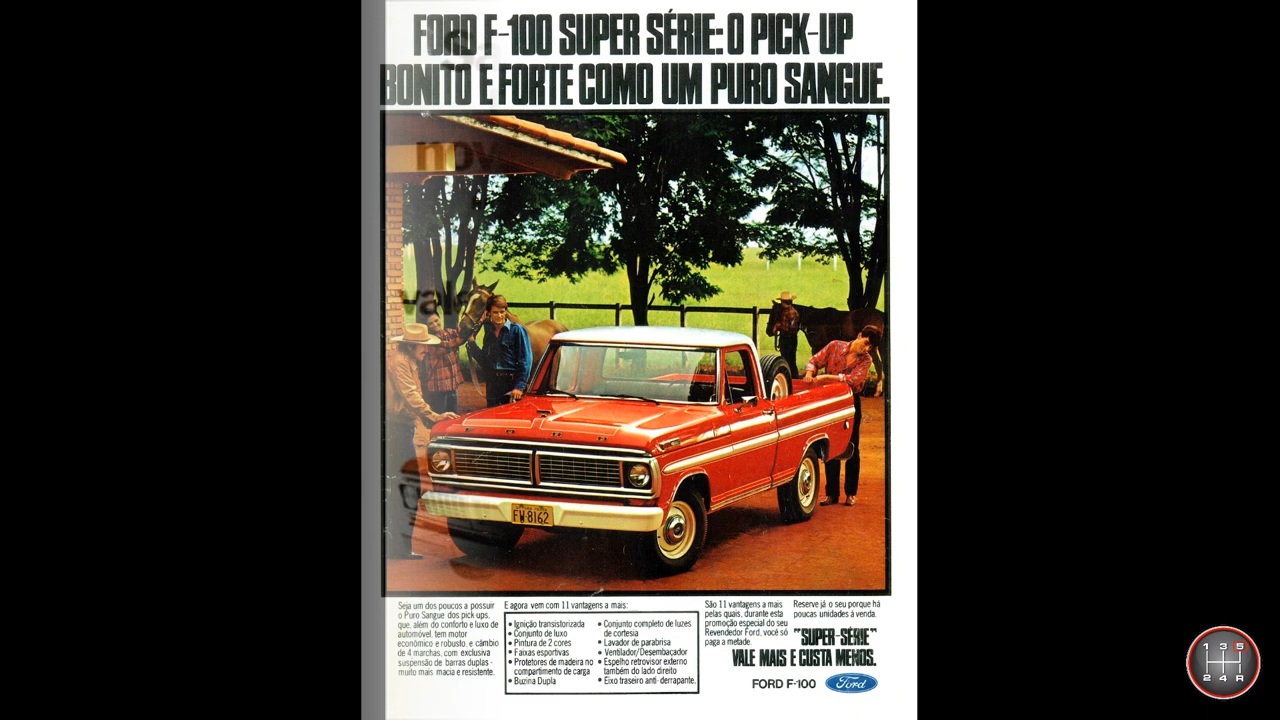 FORD F-100 SUPER SÉRIE: O PICK-UP
BONITO E FORTE COMO UM PURO SANGUE.
nov
vale
FORD
FW·8162
Seja um dos poucos a possuir
o Puro Sangue dos pick-ups,
que, além do conforto e luxo de
automóvel, tem motor
econômico e robusto, e câmbio
de 4 marchas, com exclusiva
suspensão de barras duplas -
muito mais macia e resistente.
E agora vem com 11 vantagens a mais:
• Ignição transistorizada
• Conjunto de luxo
• Pintura de 2 cores
• Faixas esportivas
• Protetores de madeira no
compartimento de carga
• Buzina Dupla
• Conjunto completo de luzes
de cortesia
• Lavador de parabrisa
• Ventilador/Desembaçador
• Espelho retrovisor externo
também do lado direito
• Eixo traseiro anti-derrapante.
São 11 vantagens a mais
pelas quais, durante esta
promoção especial do seu
Revendedor Ford, você só
paga a metade.
Reserve já o seu porque há
poucas unidades à venda.
"SUPER-SÉRIE"
VALE MAIS E CUSTA MENOS.
FORD F-100 Ford
1 3 5
2 4 R